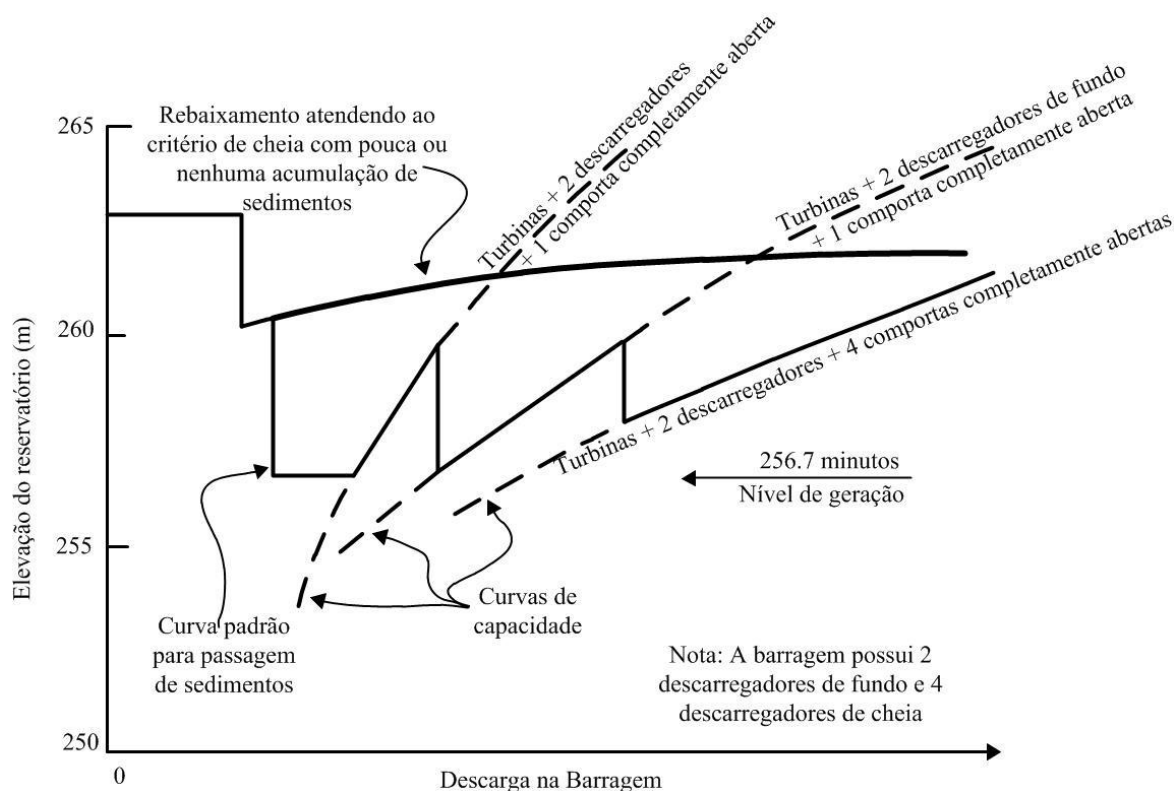 265
260
255
250
0
Elevação do reservatório (m)
Descarga na Barragem
Rebaixamento atendendo ao
critério de cheia com pouca ou
nenhuma acumulação de
sedimentos
Turbinas + 2 descarregadores
+ 1 comporta completamente aberta
Turbinas + 2 descarregadores de fundo
+ 1 comporta completamente aberta
Turbinas + 2 descarregadores + 4 comportas completamente abertas
256.7 minutos
Nível de geração
Curva padrão
para passagem
de sedimentos
Curvas de
capacidade
Nota: A barragem possui 2
descarregadores de fundo e 4
descarregadores de cheia